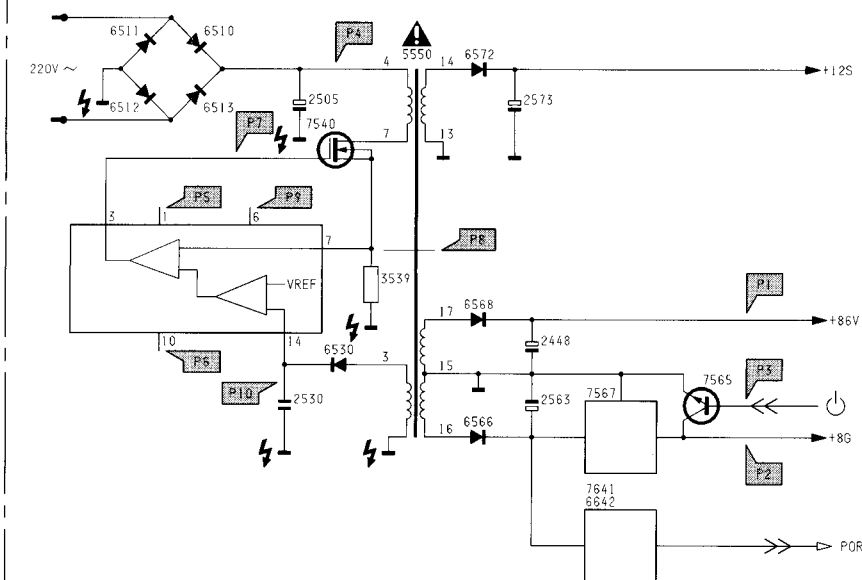 6511 6510
220V ~
6512 6513
P4
4
5550
14 6572
+12S
2505
7540
2573
P7
7
13
P5 P9
3 1 6
7
P8
VREF
3539
10 14
P6
6530
3
P10
2530
17 6568
P1
+86V
2448
15
7565
P3
2563
7567
16 6566
+8G
P2
7641
6642
POR